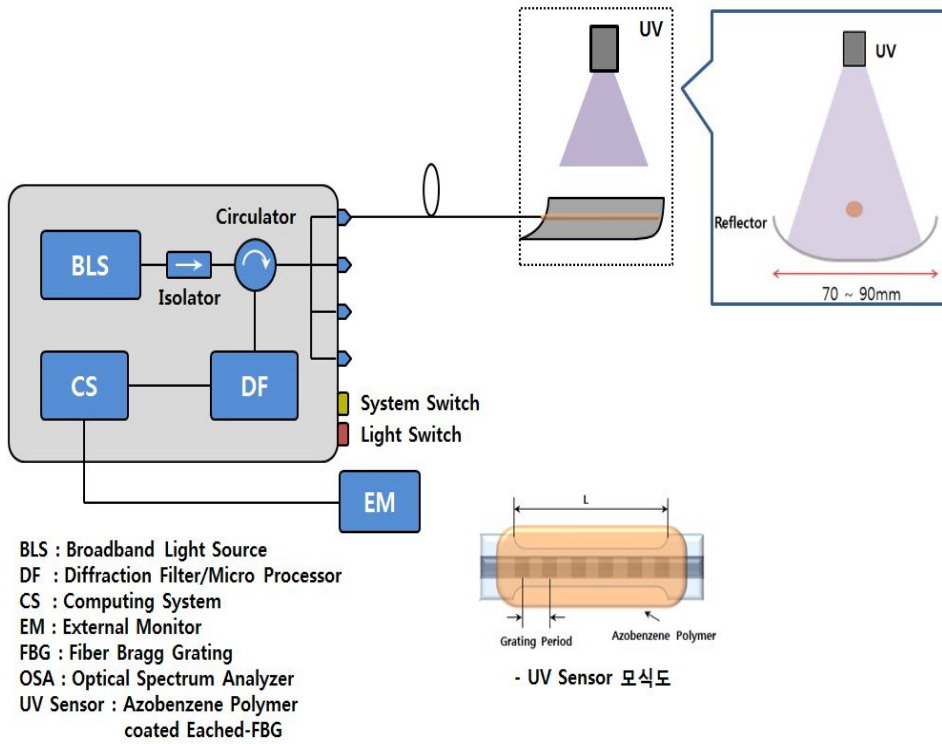 UV
UV
Reflector
70 ~ 90mm
Circulator
BLS
Isolator
CS
DF
System Switch
Light Switch
EM
BLS : Broadband Light Source
DF : Diffraction Filter/Micro Processor
CS : Computing System
EM : External Monitor
FBG : Fiber Bragg Grating
OSA : Optical Spectrum Analyzer
UV Sensor : Azobenzene Polymer
coated Eached-FBG
L
Grating Period
Azobenzene Polymer
- UV Sensor 모식도